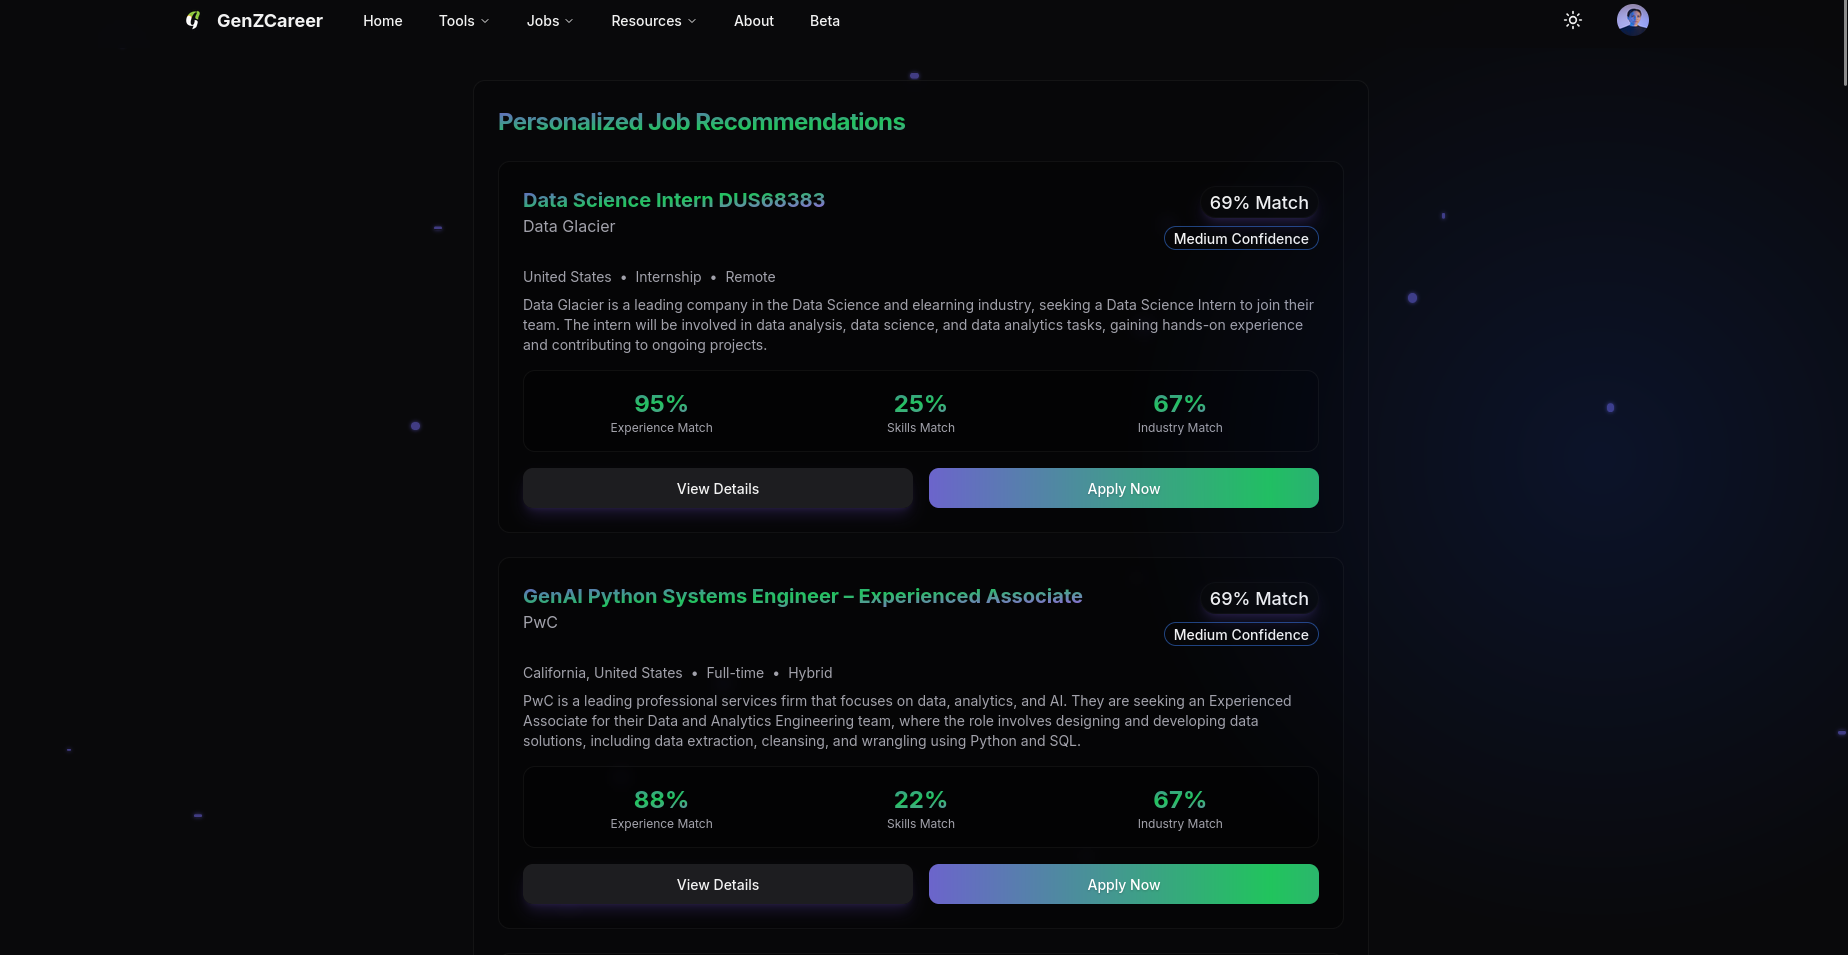 GenZCareer Home Tools Jobs Resources About Beta
Personalized Job Recommendations
Data Science Intern DUS68383
69% Match
Data Glacier
Medium Confidence
United States • Internship • Remote
Data Glacier is a leading company in the Data Science and elearning industry, seeking a Data Science Intern to join their
team. The intern will be involved in data analysis, data science, and data analytics tasks, gaining hands-on experience
and contributing to ongoing projects.
95% 25% 67%
Experience Match Skills Match Industry Match
View Details Apply Now
GenAI Python Systems Engineer – Experienced Associate
69% Match
PwC
Medium Confidence
California, United States • Full-time • Hybrid
PwC is a leading professional services firm that focuses on data, analytics, and AI. They are seeking an Experienced
Associate for their Data and Analytics Engineering team, where the role involves designing and developing data
solutions, including data extraction, cleansing, and wrangling using Python and SQL.
88% 22% 67%
Experience Match Skills Match Industry Match
View Details Apply Now